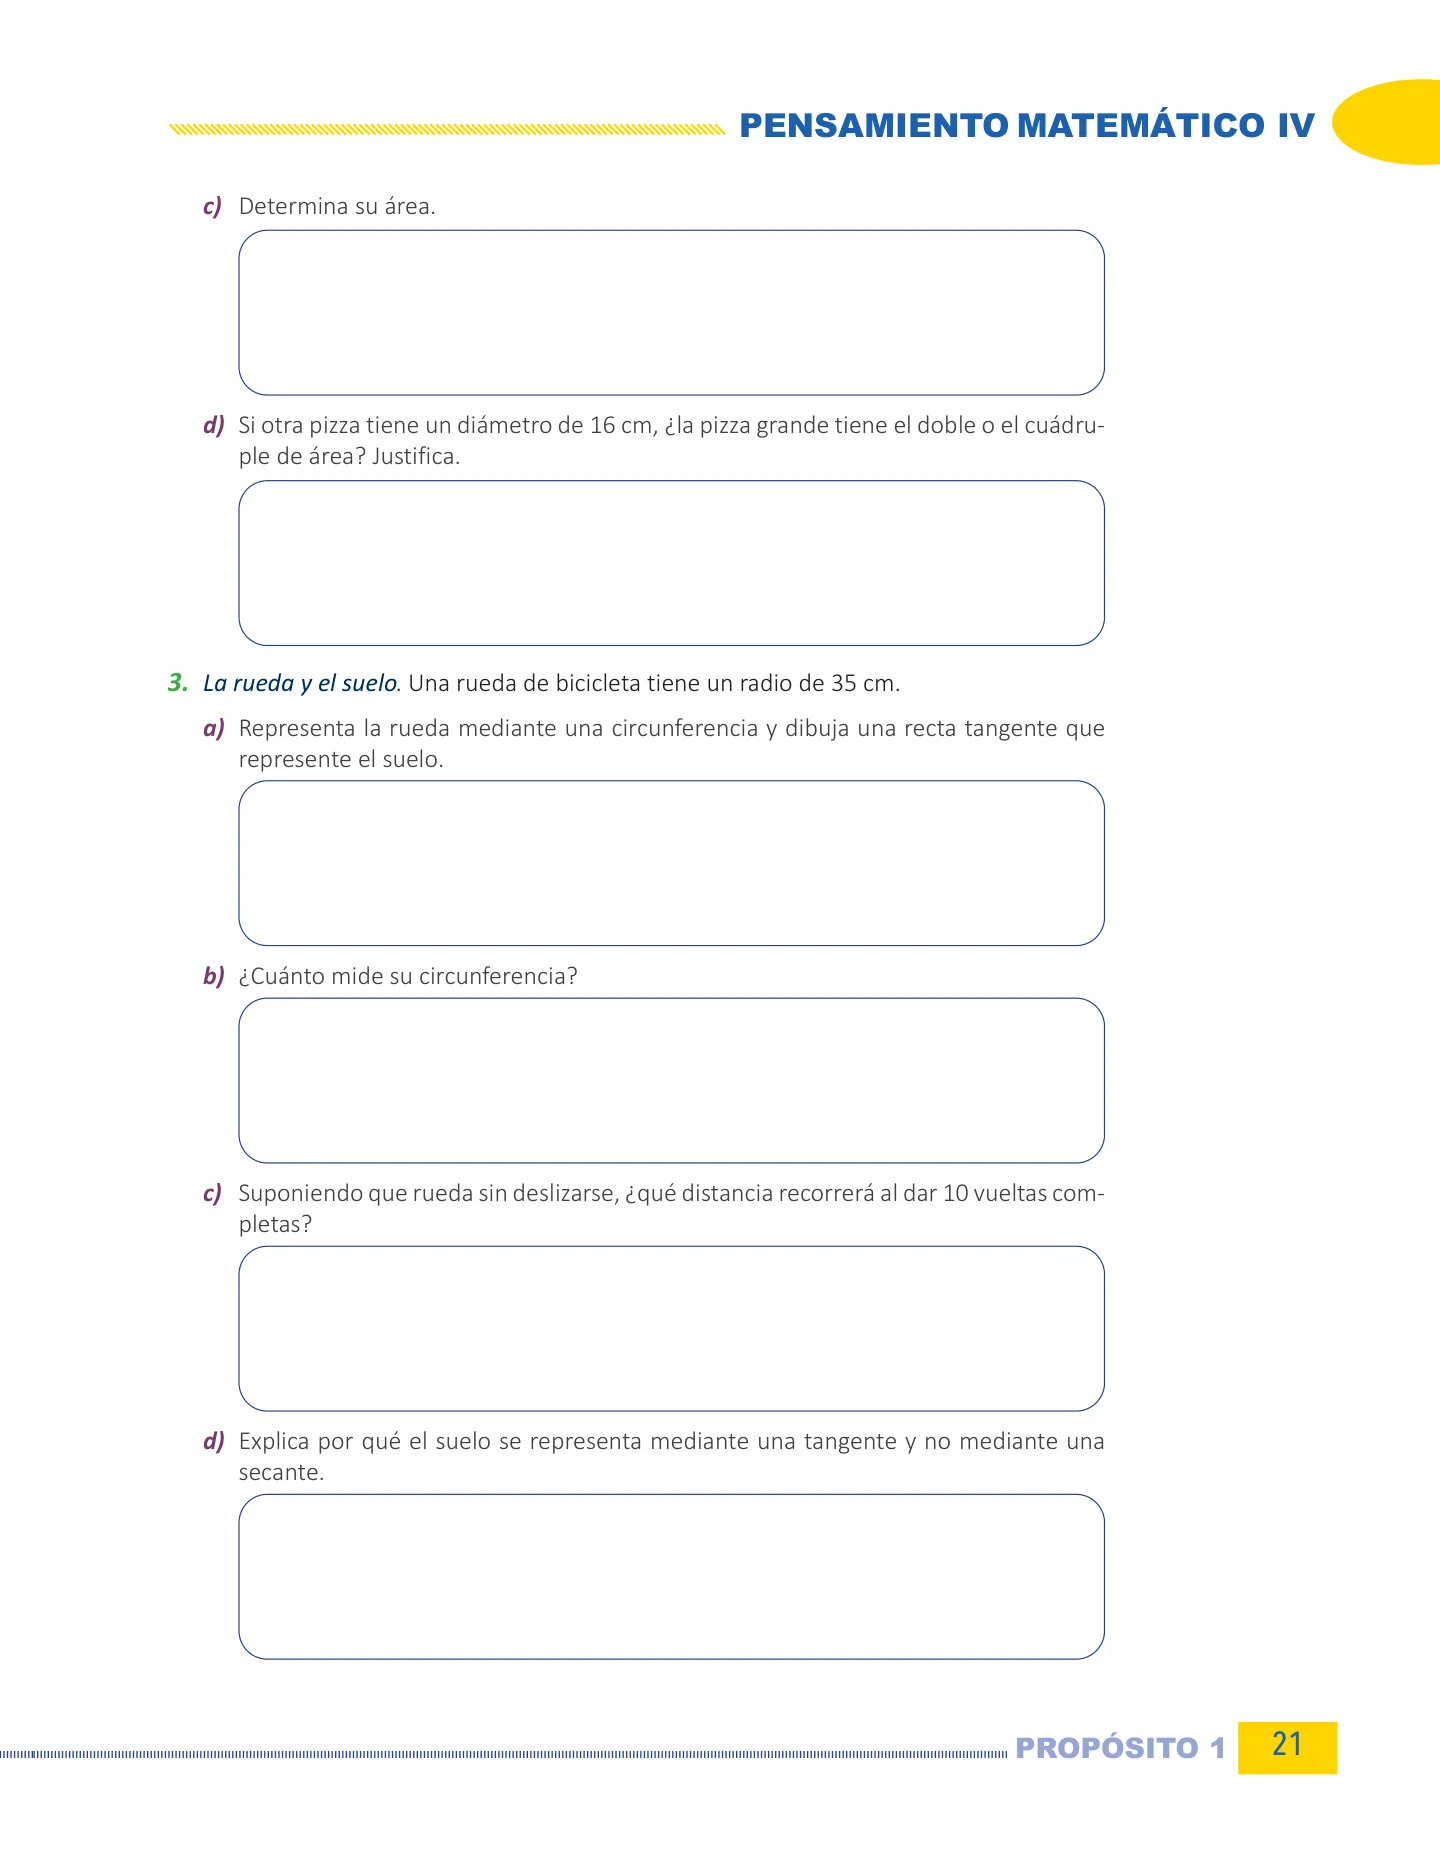 PENSAMIENTO MATEMÁTICO IV
c) Determina su área.
d) Si otra pizza tiene un diámetro de 16 cm, ¿la pizza grande tiene el doble o el cuádru-
ple de área? Justifica.
3. La rueda y el suelo. Una rueda de bicicleta tiene un radio de 35 cm.
a) Representa la rueda mediante una circunferencia y dibuja una recta tangente que
represente el suelo.
b) ¿Cuánto mide su circunferencia?
c) Suponiendo que rueda sin deslizarse, ¿qué distancia recorrerá al dar 10 vueltas com-
pletas?
d) Explica por qué el suelo se representa mediante una tangente y no mediante una
secante.
PROPÓSITO 1 21